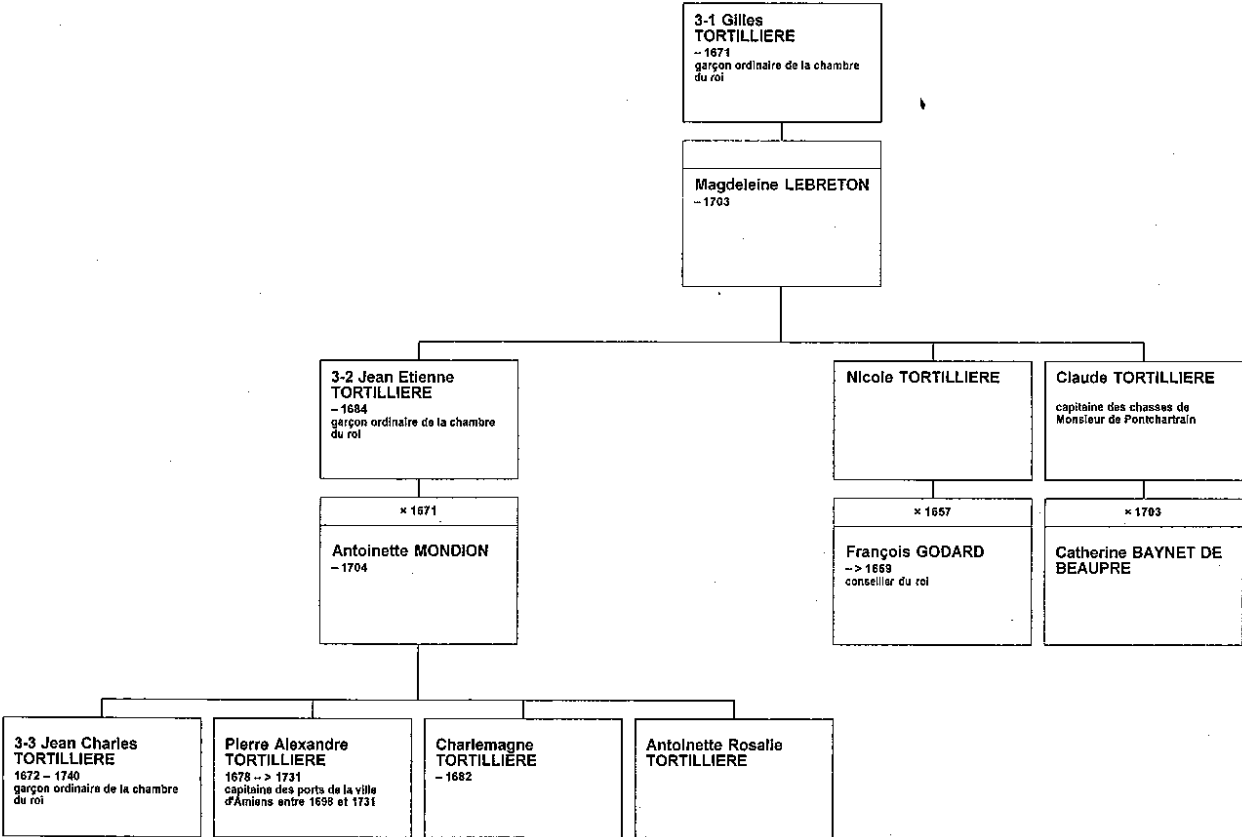 3-1 Gilles
TORTILLIERE
– 1671
garçon ordinaire de la chambre
du roi
Magdeleine LEBRETON
– 1703
3-2 Jean Etienne
TORTILLIERE
– 1684
garçon ordinaire de la chambre
du roi
× 1671
Antoinette MONDION
– 1704
Nicole TORTILLIERE
× 1657
François GODARD
– > 1659
conseiller du roi
Claude TORTILLIERE
capitaine des chasses de
Monsieur de Pontchartrain
× 1703
Catherine BAYNET DE
BEAUPRE
3-3 Jean Charles
TORTILLIERE
1672 – 1740
garçon ordinaire de la chambre
du roi
Pierre Alexandre
TORTILLIERE
1678 – > 1731
capitaine des ports de la ville
d'Amiens entre 1698 et 1731
Charlemagne
TORTILLIERE
– 1682
Antoinette Rosalie
TORTILLIERE